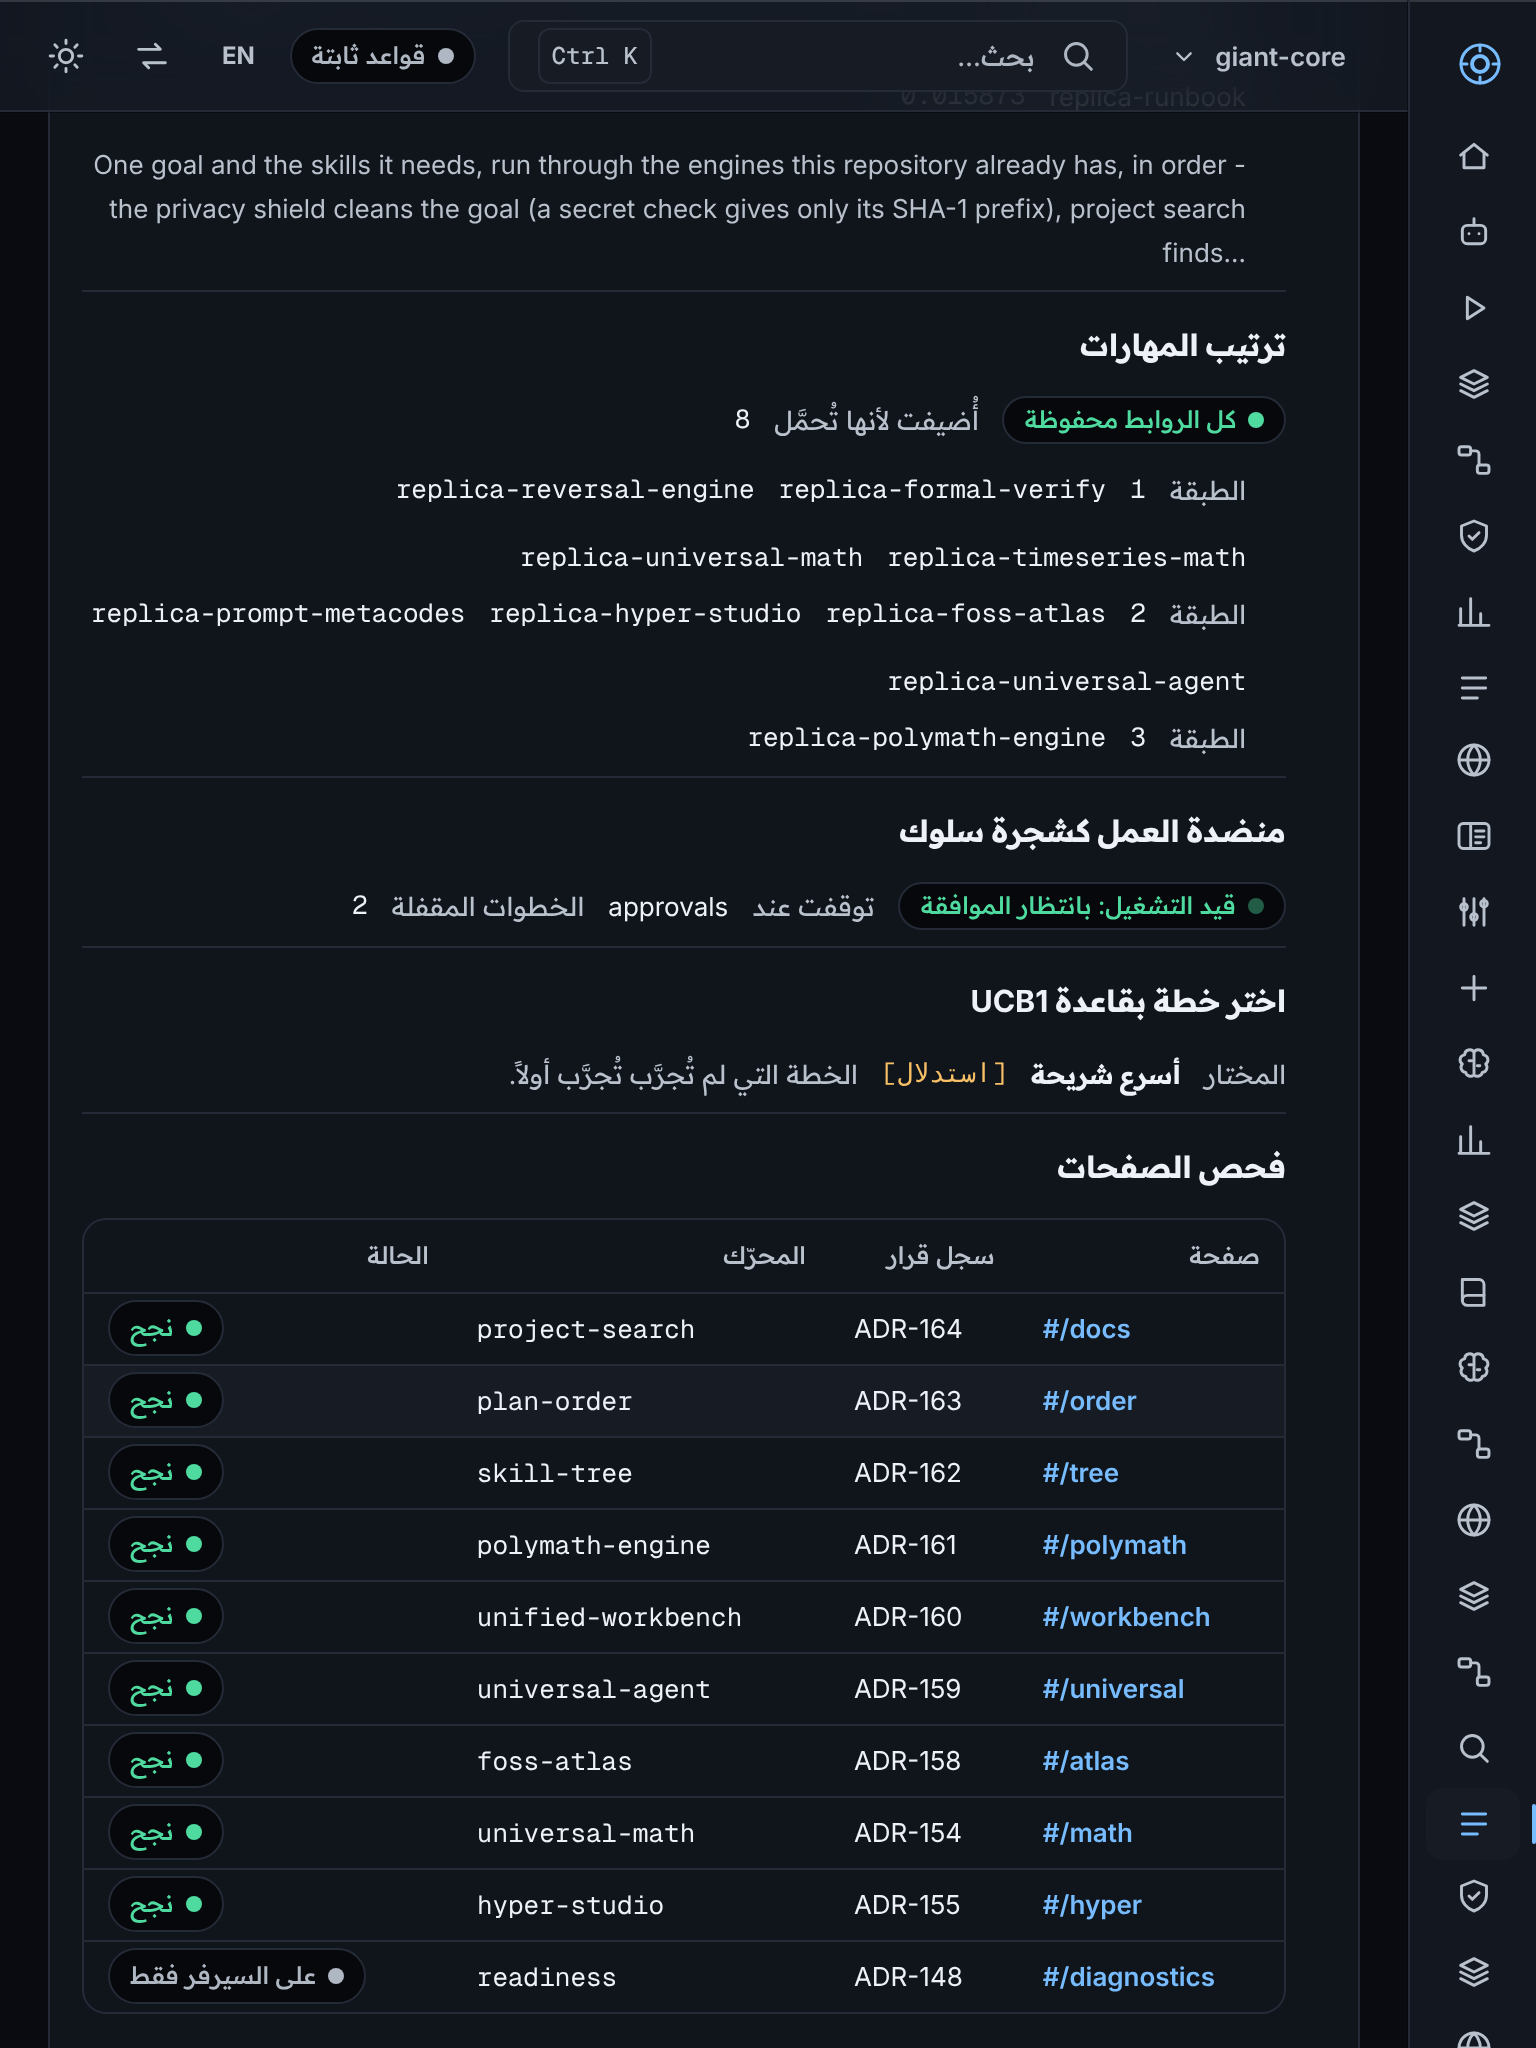 giant-core
بحث...
Ctrl K
قواعد ثابتة
EN
replica-runbook 0.015873
One goal and the skills it needs, run through the engines this repository already has, in order -
the privacy shield cleans the goal (a secret check gives only its SHA-1 prefix), project search
finds...
ترتيب المهارات
كل الروابط محفوظة أُضيفت لأنها تُحمَّل 8
الطبقة 1 replica-formal-verify replica-reversal-engine
replica-timeseries-math replica-universal-math
الطبقة 2 replica-foss-atlas replica-hyper-studio replica-prompt-metacodes
replica-universal-agent
الطبقة 3 replica-polymath-engine
منضدة العمل كشجرة سلوك
قيد التشغيل: بانتظار الموافقة توقفت عند approvals الخطوات المقفلة 2
اختر خطة بقاعدة UCB1
المختار أسرع شريحة [استدلال] الخطة التي لم تُجرَّب تُجرَّب أولاً.
فحص الصفحات
صفحة سجل قرار المحرّك الحالة
#/docs ADR-164 project-search نجح
#/order ADR-163 plan-order نجح
#/tree ADR-162 skill-tree نجح
#/polymath ADR-161 polymath-engine نجح
#/workbench ADR-160 unified-workbench نجح
#/universal ADR-159 universal-agent نجح
#/atlas ADR-158 foss-atlas نجح
#/math ADR-154 universal-math نجح
#/hyper ADR-155 hyper-studio نجح
#/diagnostics ADR-148 readiness على السيرفر فقط